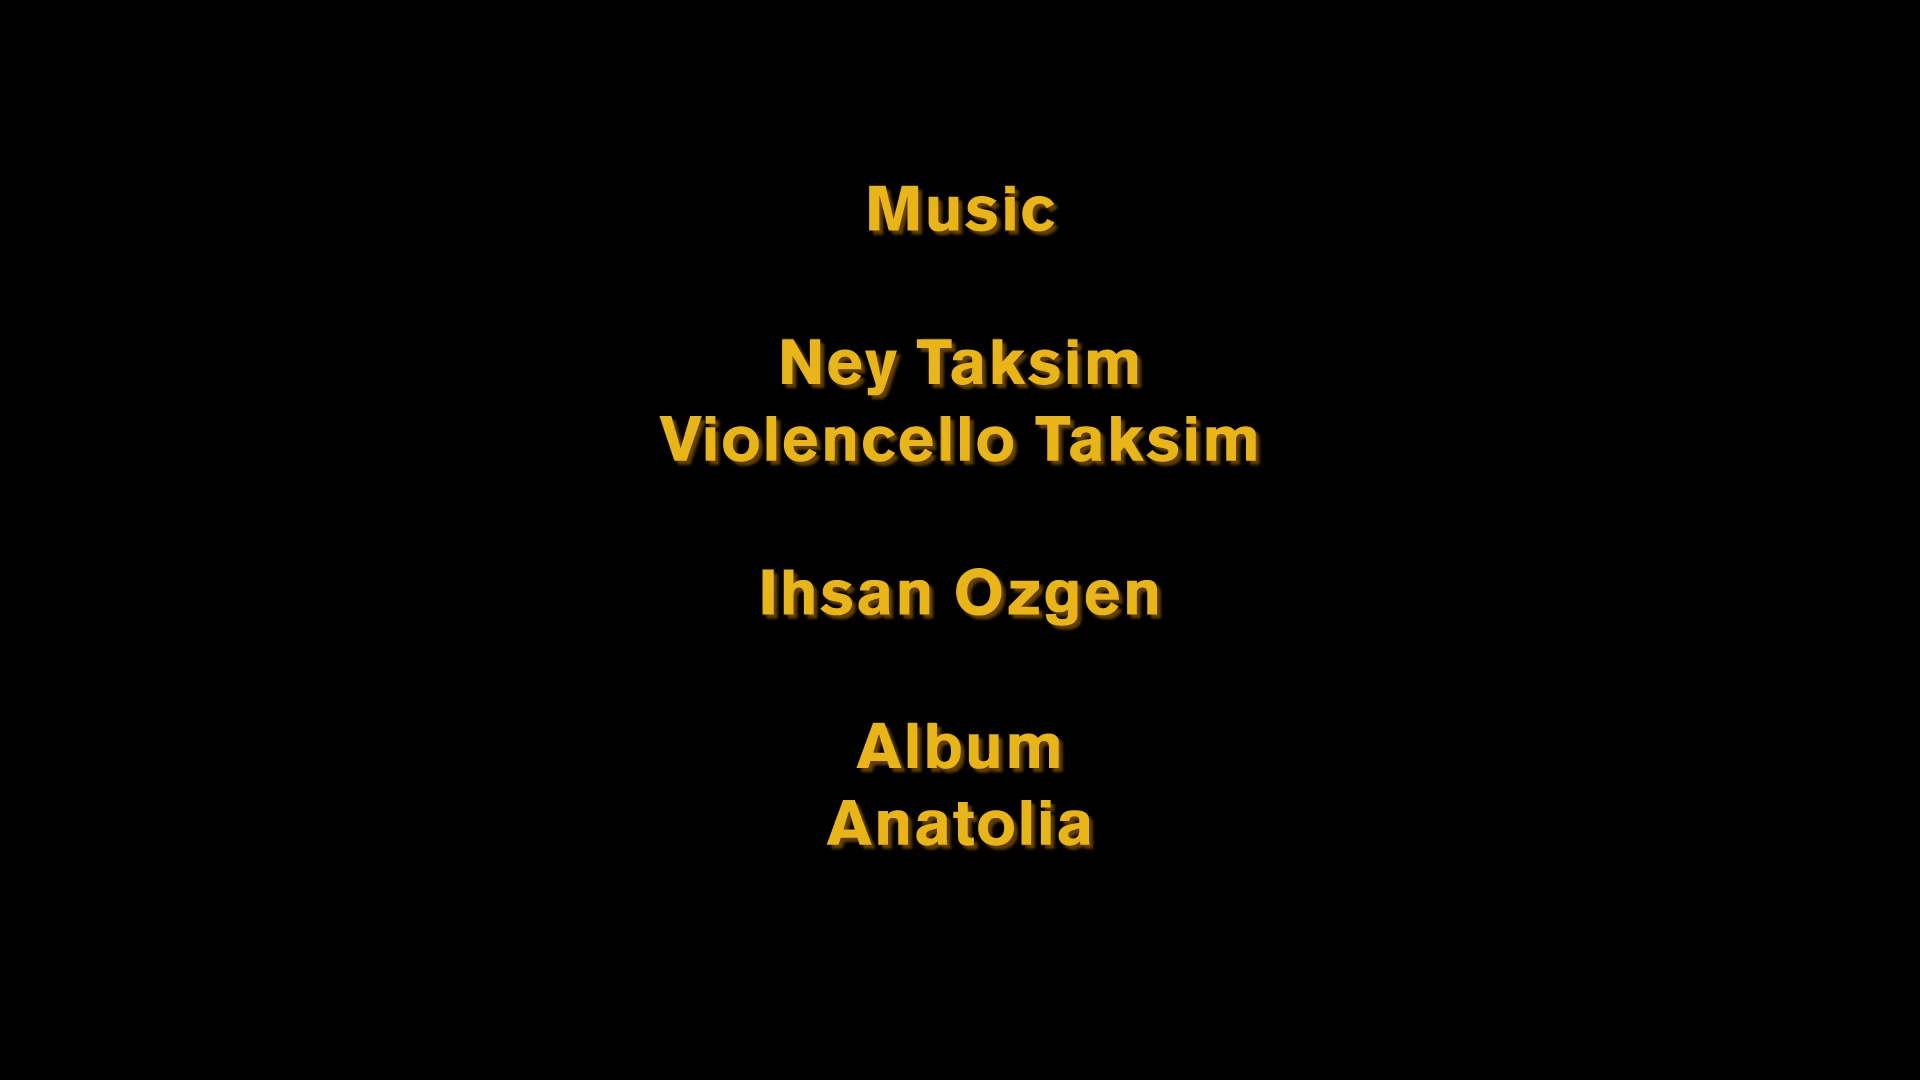 Music
Ney Taksim
Violencello Taksim
Ihsan Ozgen
Album
Anatolia